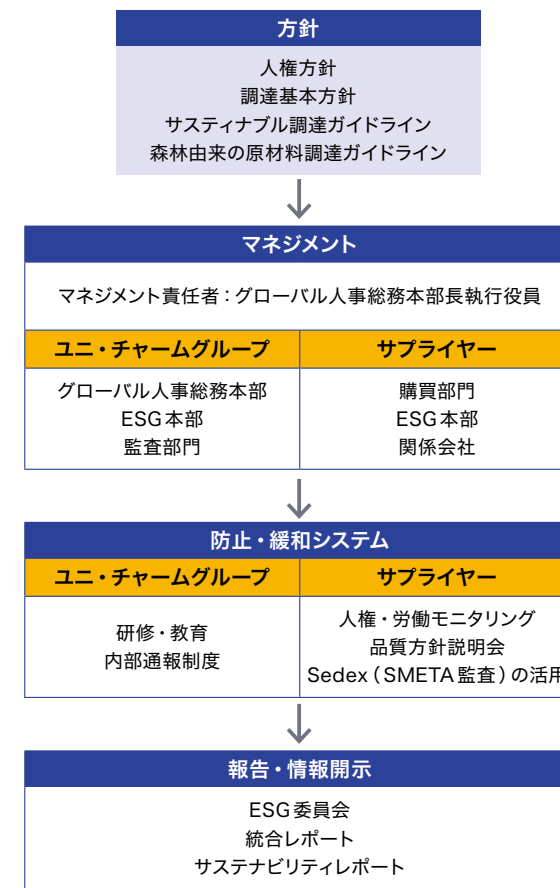 方針
人権方針
調達基本方針
サスティナブル調達ガイドライン
森林由来の原材料調達ガイドライン
マネジメント
マネジメント責任者：グローバル人事総務本部長執行役員
ユニ・チャームグループ
サプライヤー
グローバル人事総務本部
ESG本部
監査部門
購買部門
ESG本部
関係会社
防止・緩和システム
ユニ・チャームグループ
サプライヤー
研修・教育
内部通報制度
人権・労働モニタリング
品質方針説明会
Sedex（SMETA監査）の活用
報告・情報開示
ESG委員会
統合レポート
サステナビリティレポート